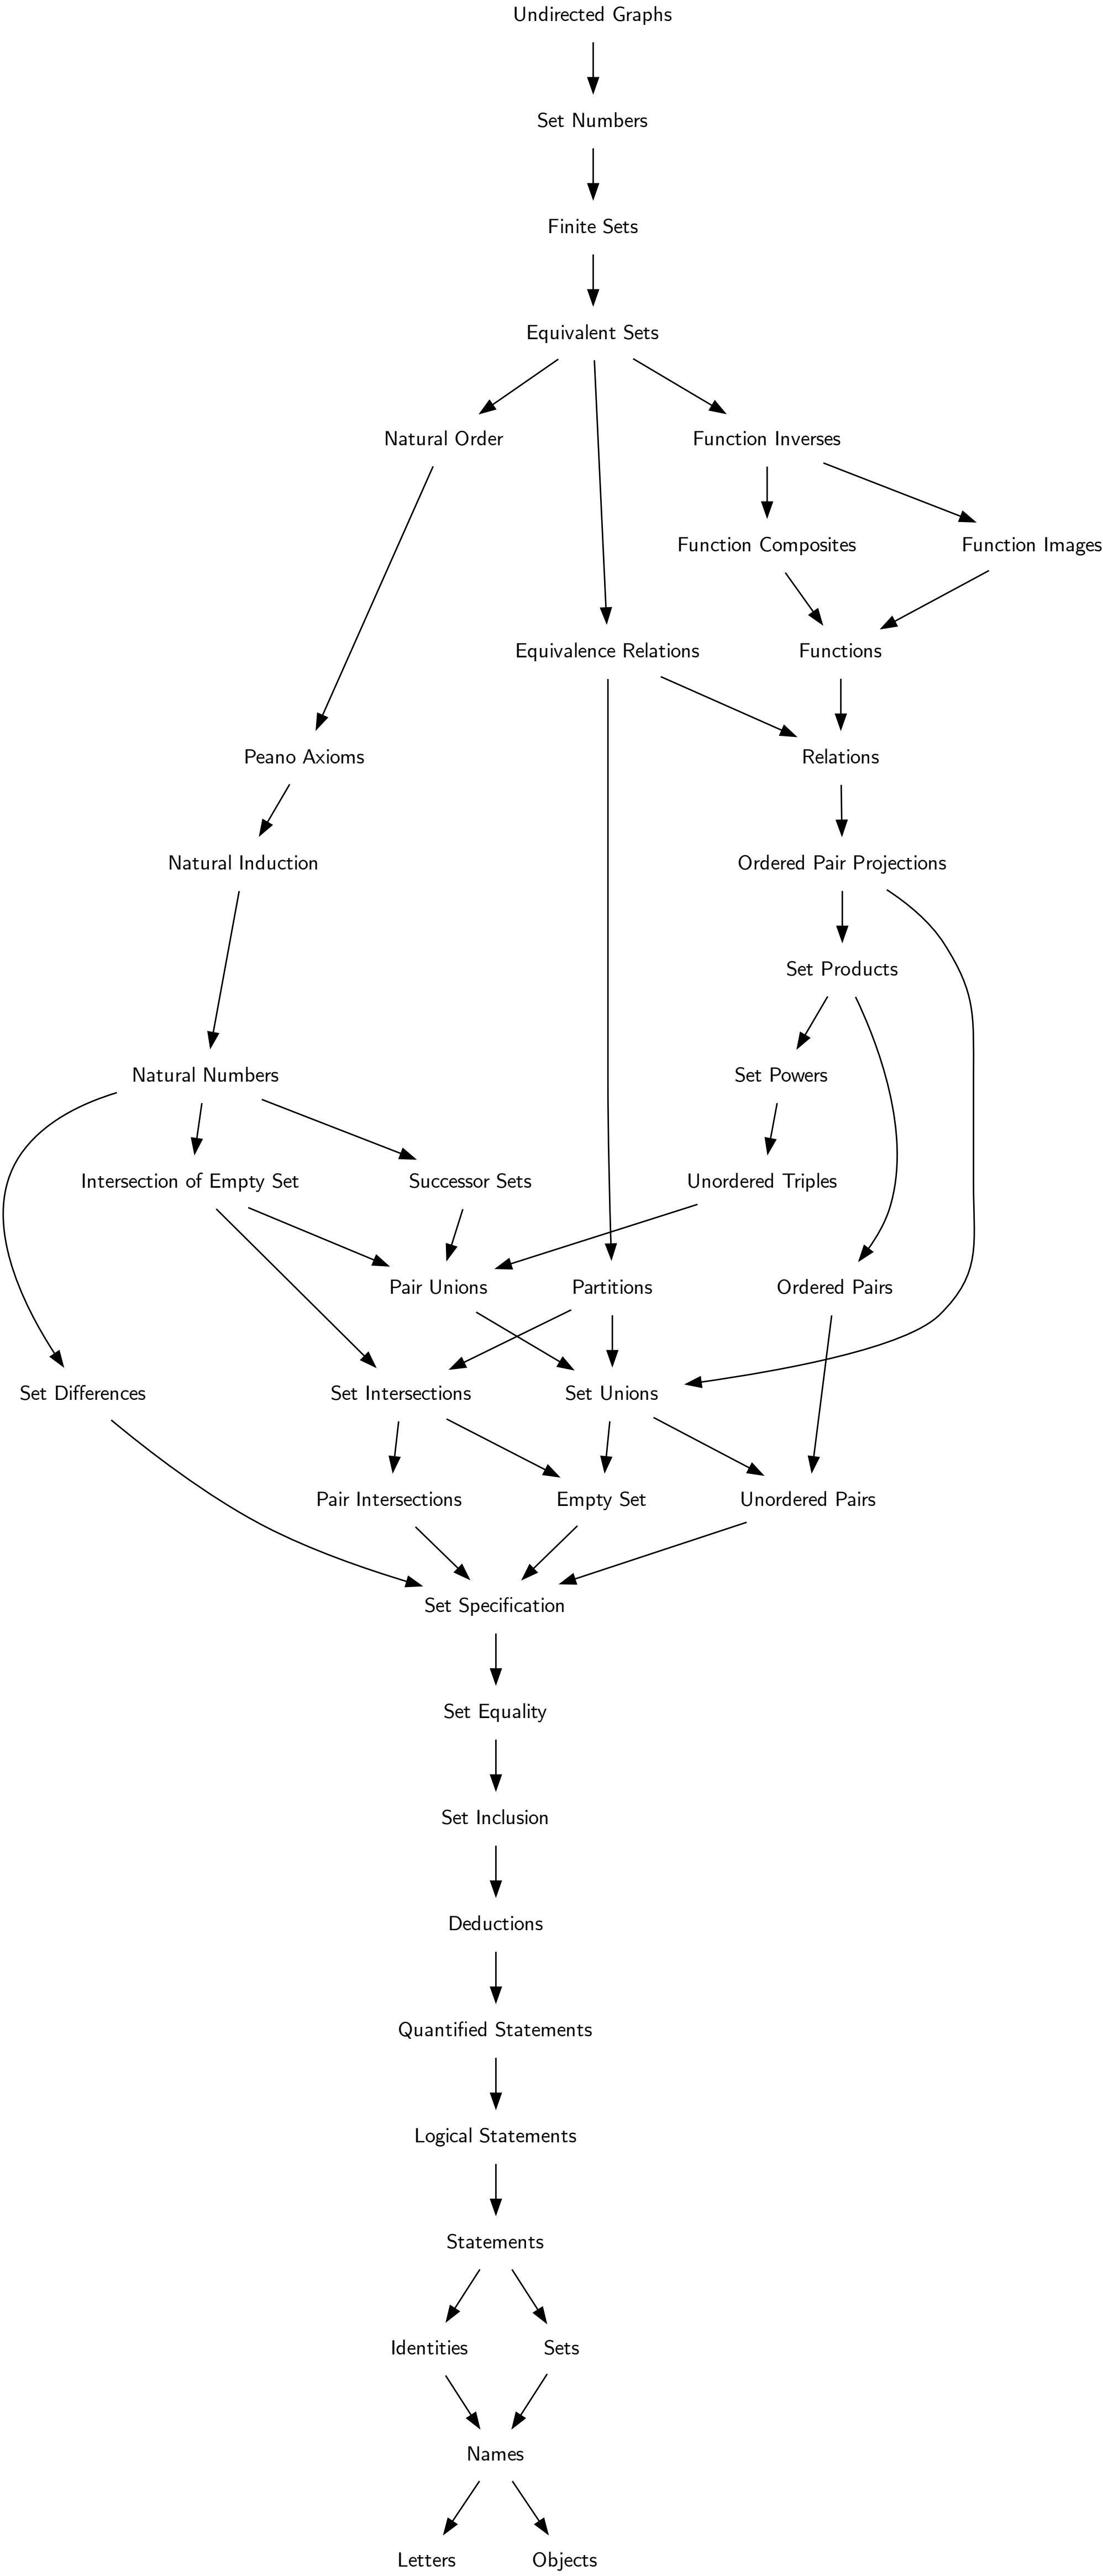 Undirected Graphs
Set Numbers
Finite Sets
Equivalent Sets
Natural Order
Function Inverses
Function Composites
Function Images
Equivalence Relations
Functions
Peano Axioms
Relations
Natural Induction
Ordered Pair Projections
Set Products
Natural Numbers
Set Powers
Intersection of Empty Set
Successor Sets
Unordered Triples
Pair Unions
Partitions
Ordered Pairs
Set Differences
Set Intersections
Set Unions
Pair Intersections
Empty Set
Unordered Pairs
Set Specification
Set Equality
Set Inclusion
Deductions
Quantified Statements
Logical Statements
Statements
Identities
Sets
Names
Letters
Objects